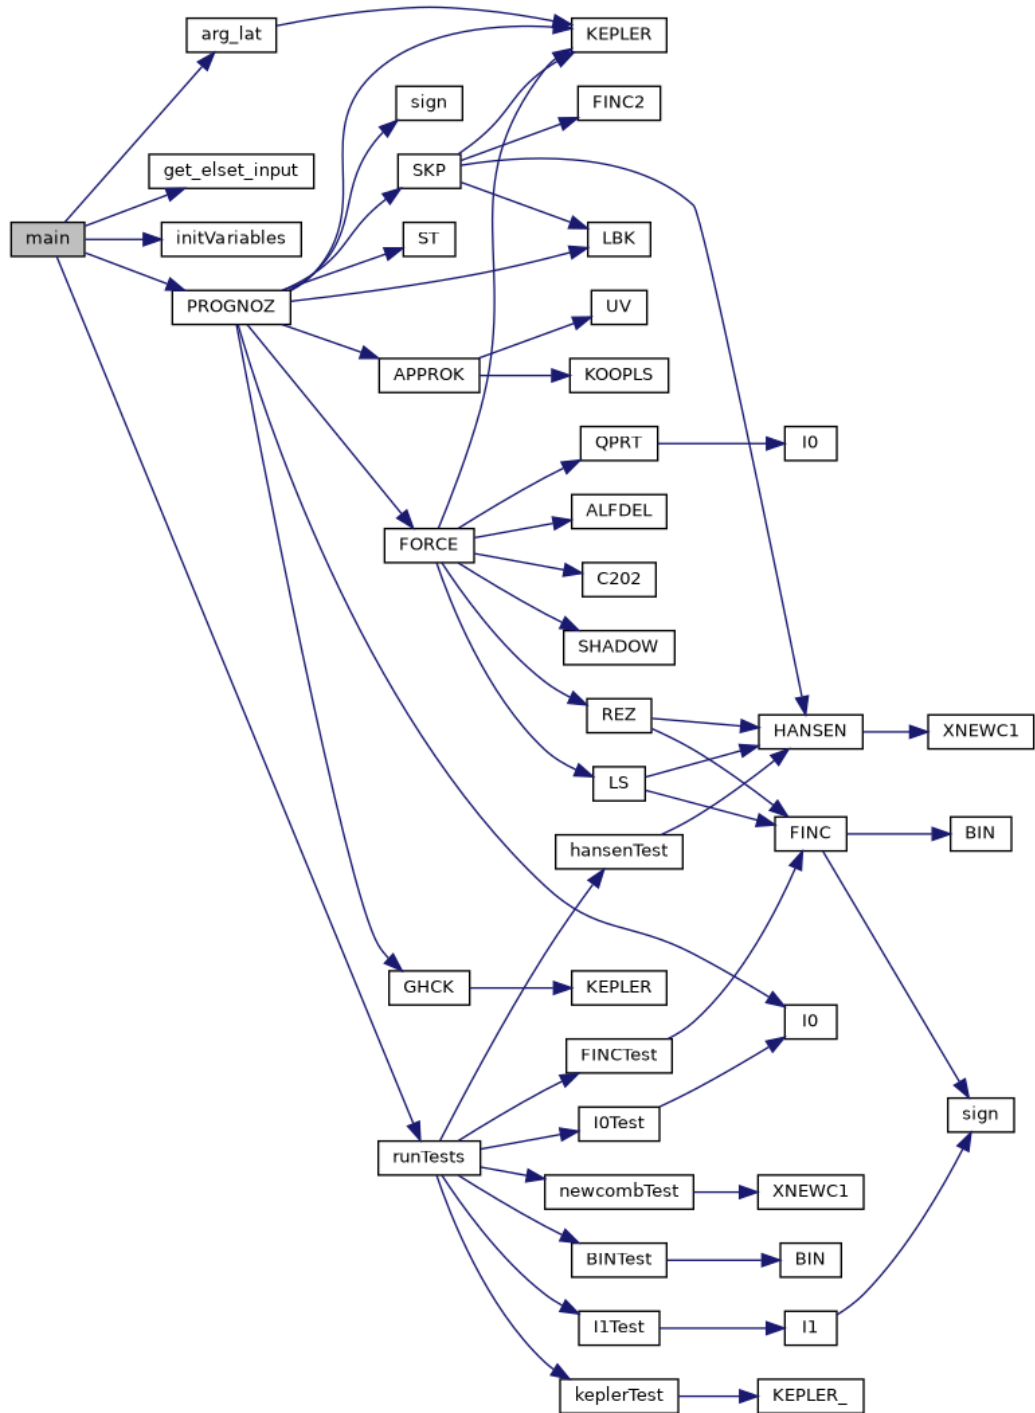 arg_lat
KEPLER
sign
FINC2
get_elset_input
SKP
main
initVariables
ST
LBK
PROGNOZ
UV
APPROK
KOOPLS
QPRT
I0
ALFDEL
FORCE
C202
SHADOW
REZ
HANSEN
XNEWC1
LS
FINC
BIN
hansenTest
GHCK
KEPLER
I0
FINCTest
sign
I0Test
runTests
newcombTest
XNEWC1
BINTest
BIN
I1Test
I1
keplerTest
KEPLER_